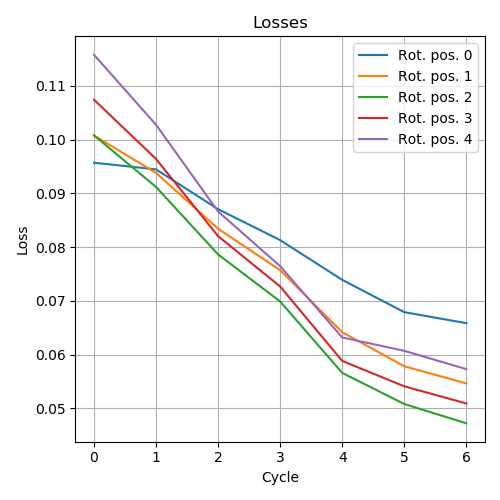 Losses
Rot. pos. 0
Rot. pos. 1
Rot. pos. 2
Rot. pos. 3
Rot. pos. 4
0.11
0.10
0.09
0.08
0.07
0.06
0.05
Loss
0 1 2 3 4 5 6
Cycle